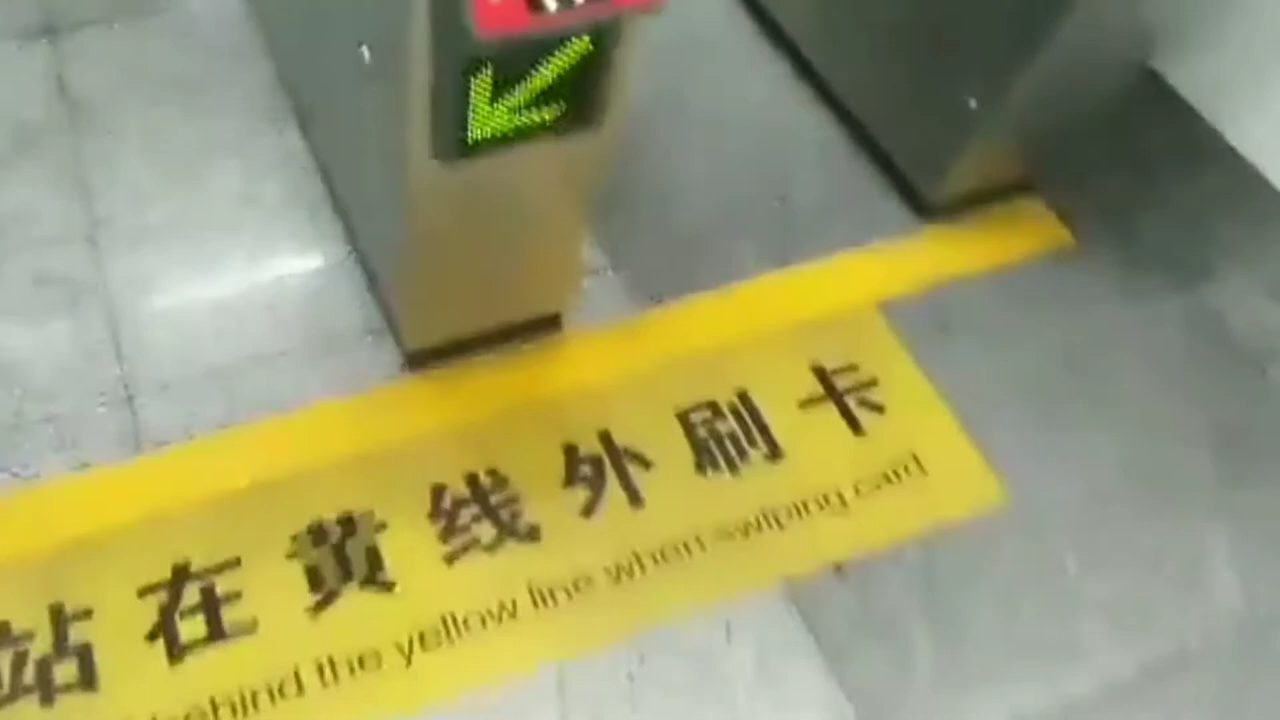 站在黄线外刷卡
behind the yellow line when swiping card